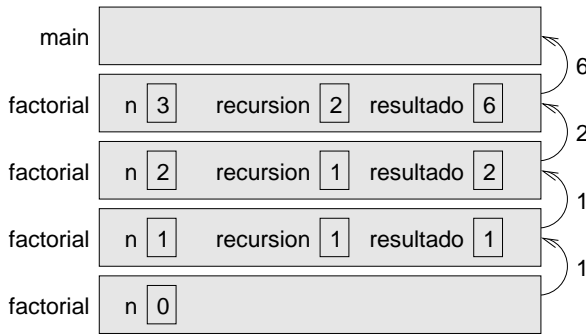 main
6
factorial n 3 recursion 2 resultado 6
2
factorial n 2 recursion 1 resultado 2
1
factorial n 1 recursion 1 resultado 1
1
factorial n 0